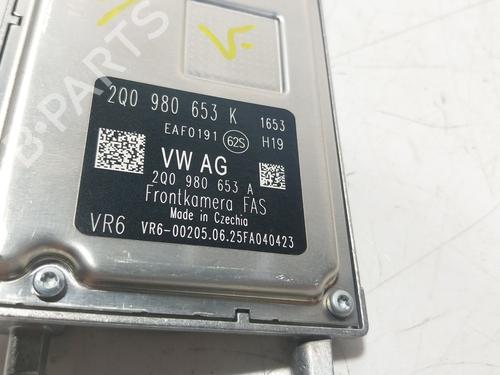 B-PARTS
V.
2Q0 980 653 K 1653
EAF0191 62S H19
VW AG
2Q0 980 653 A
Frontkamera FAS
Made in Czechia
VR6 VR6-00205.06.25FA040423